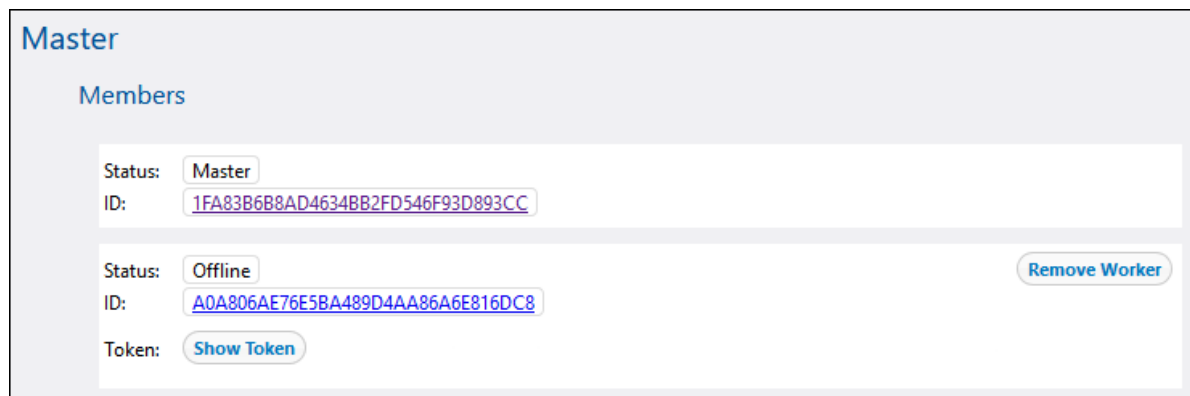 Master
Members
Status: Master
ID: 1FA83B6B8AD4634BB2FD546F93D893CC
Status: Offline Remove Worker
ID: A0A806AE76E5BA489D4AA86A6E816DC8
Token: Show Token